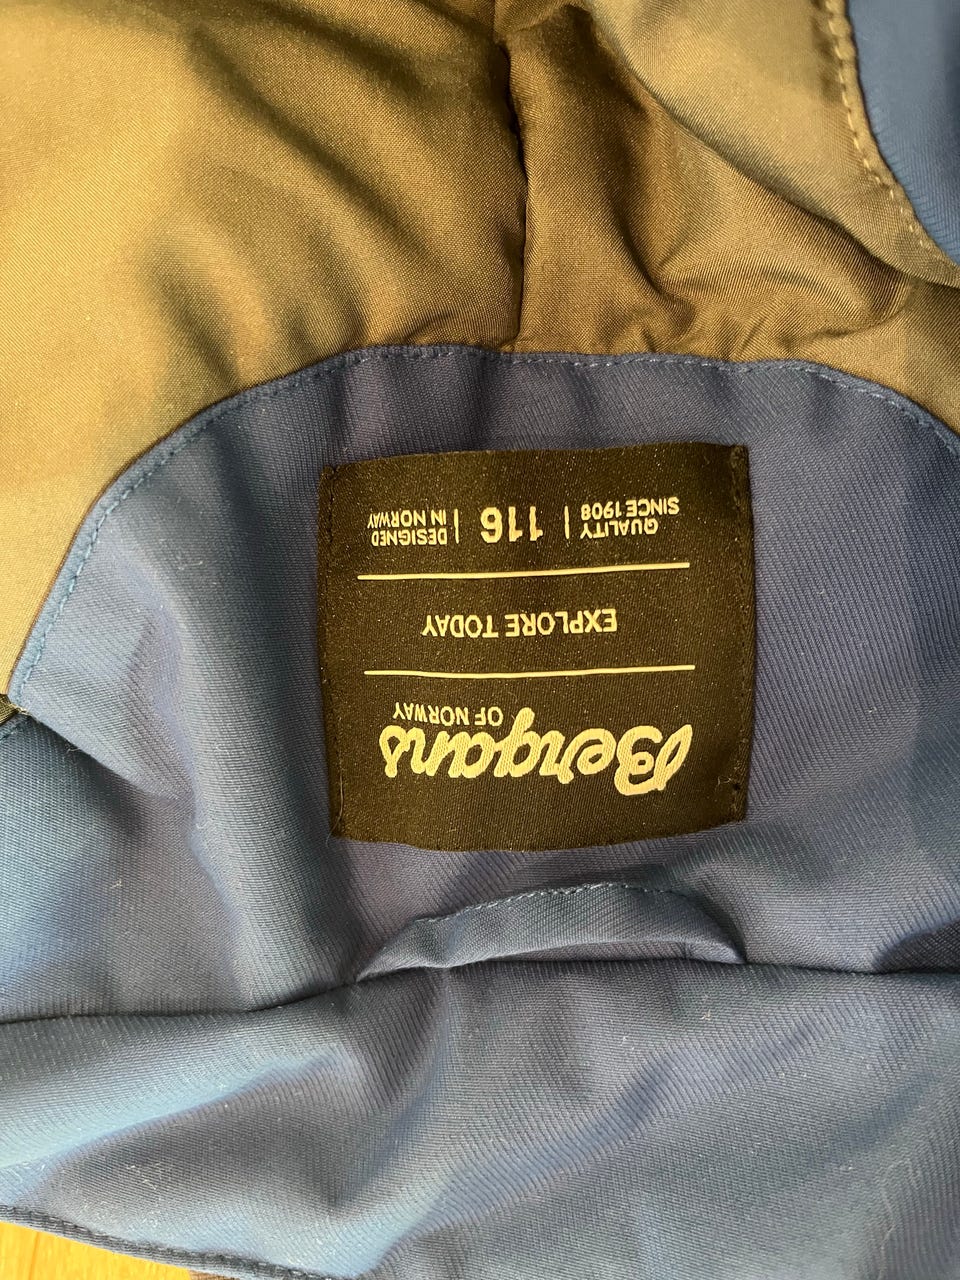 Bergans
OF NORWAY
EXPLORE TODAY
QUALITY
SINCE 1908
| 116 |
DESIGNED
IN NORWAY